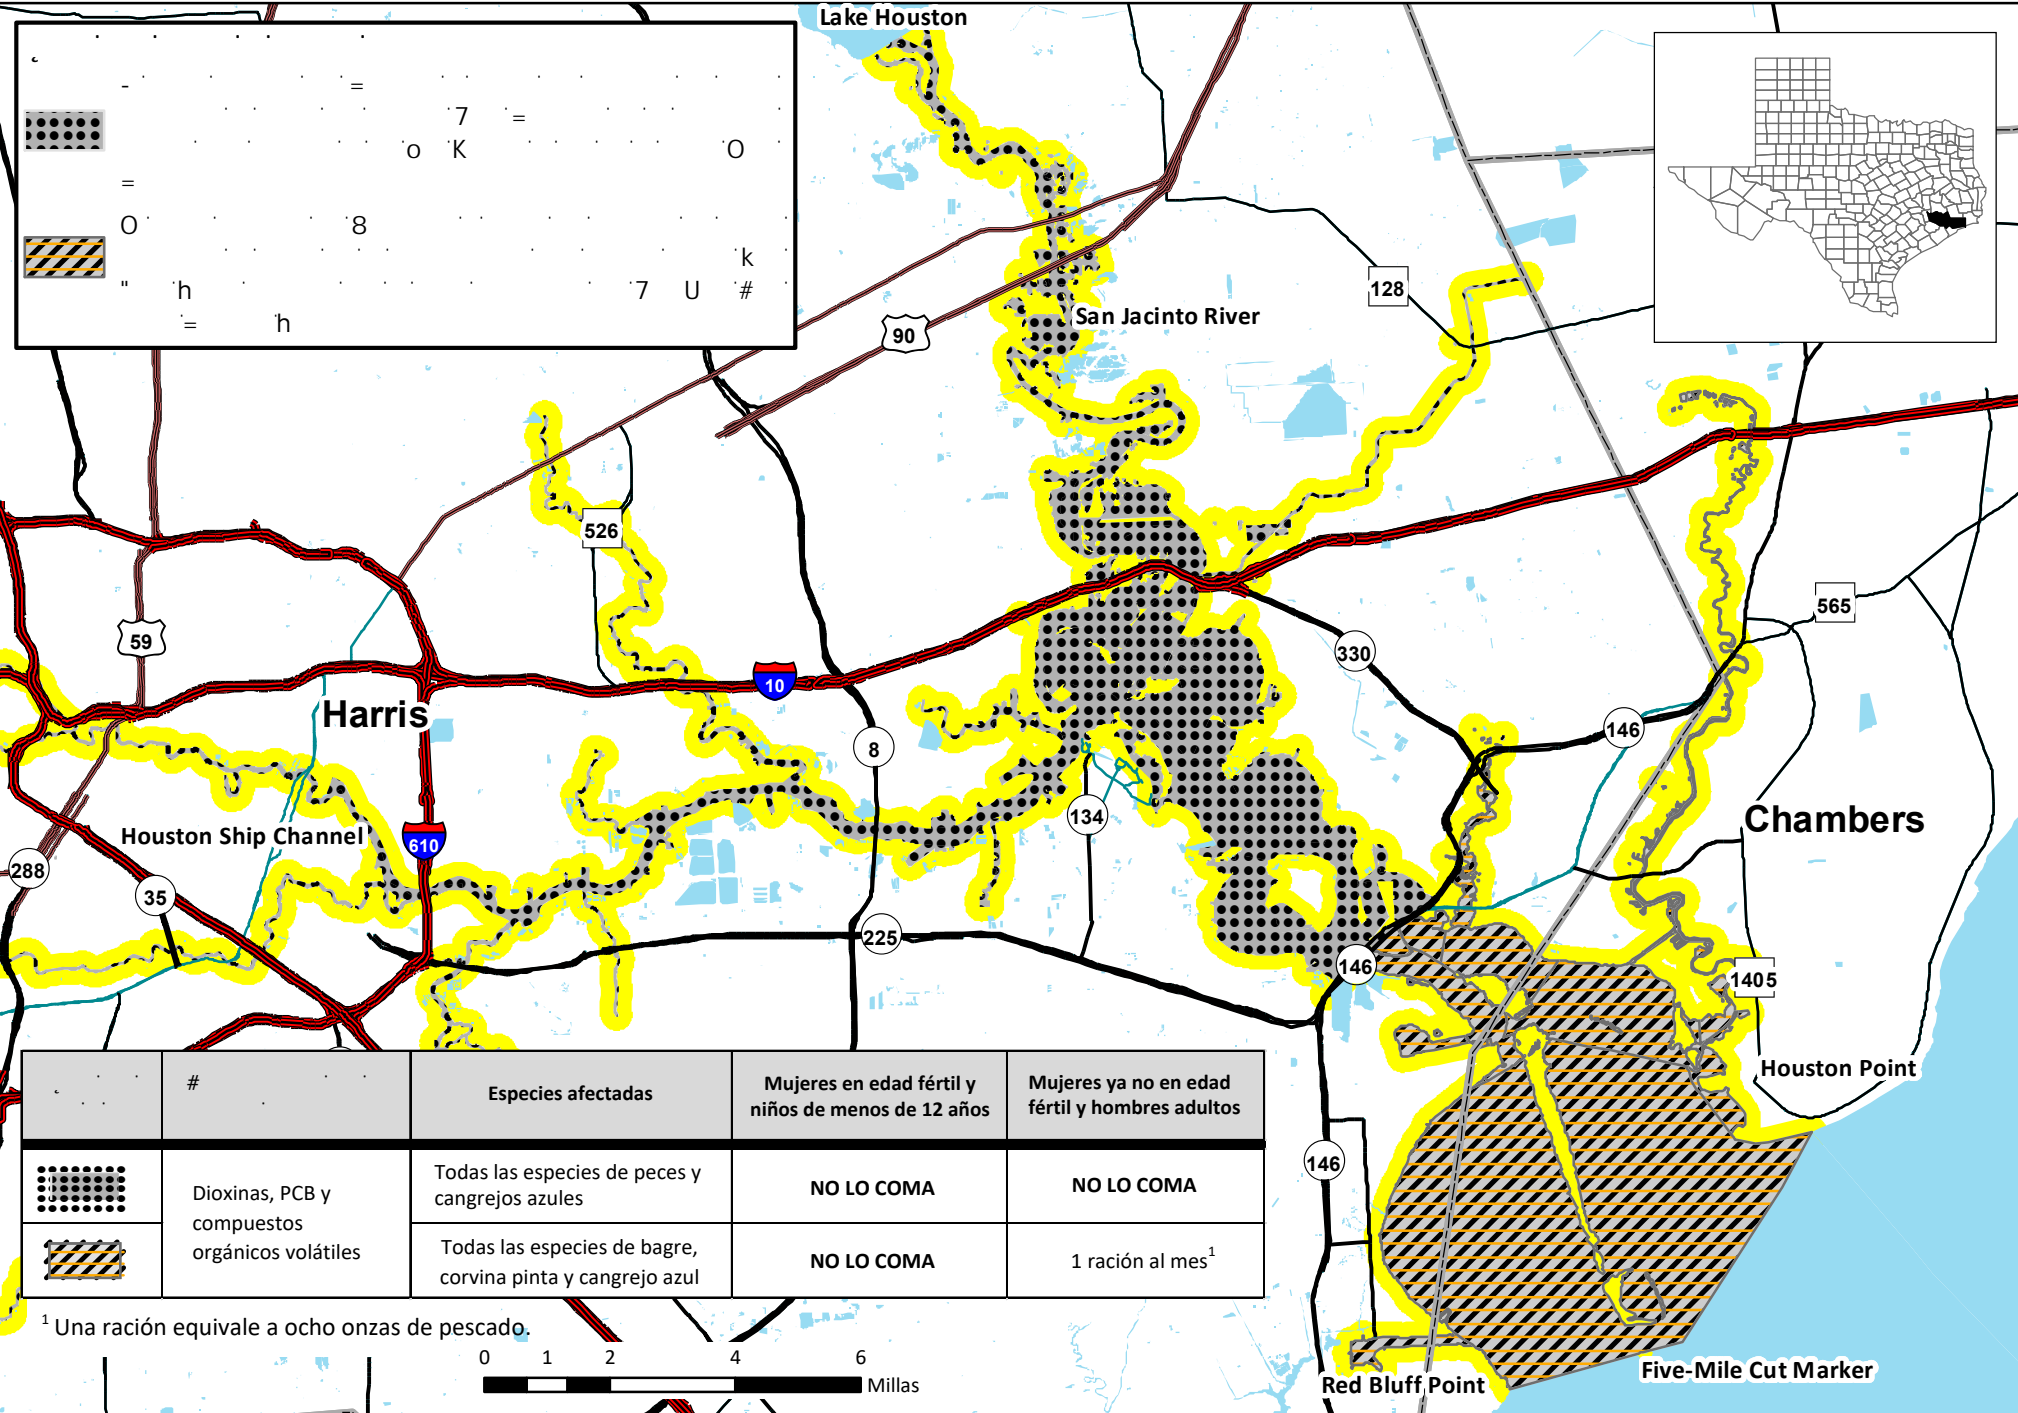 Lake Houston
- =
7 =
o K O
=
O 8
k
" h 7 U #
= h
128
San Jacinto River
90
526
59
565
330
10
Harris
146
8
134
Chambers
Houston Ship Channel
610
288
35
225
146
1405
Houston Point
#
Especies afectadas
Mujeres en edad fértil y
niños de menos de 12 años
Mujeres ya no en edad
fértil y hombres adultos
Dioxinas, PCB y
compuestos
orgánicos volátiles
Todas las especies de peces y
cangrejos azules
NO LO COMA
NO LO COMA
Todas las especies de bagre,
corvina pinta y cangrejo azul
NO LO COMA
1 ración al mes1
146
1 Una ración equivale a ocho onzas de pescado.
0 1 2 4 6
Millas
Red Bluff Point
Five-Mile Cut Marker